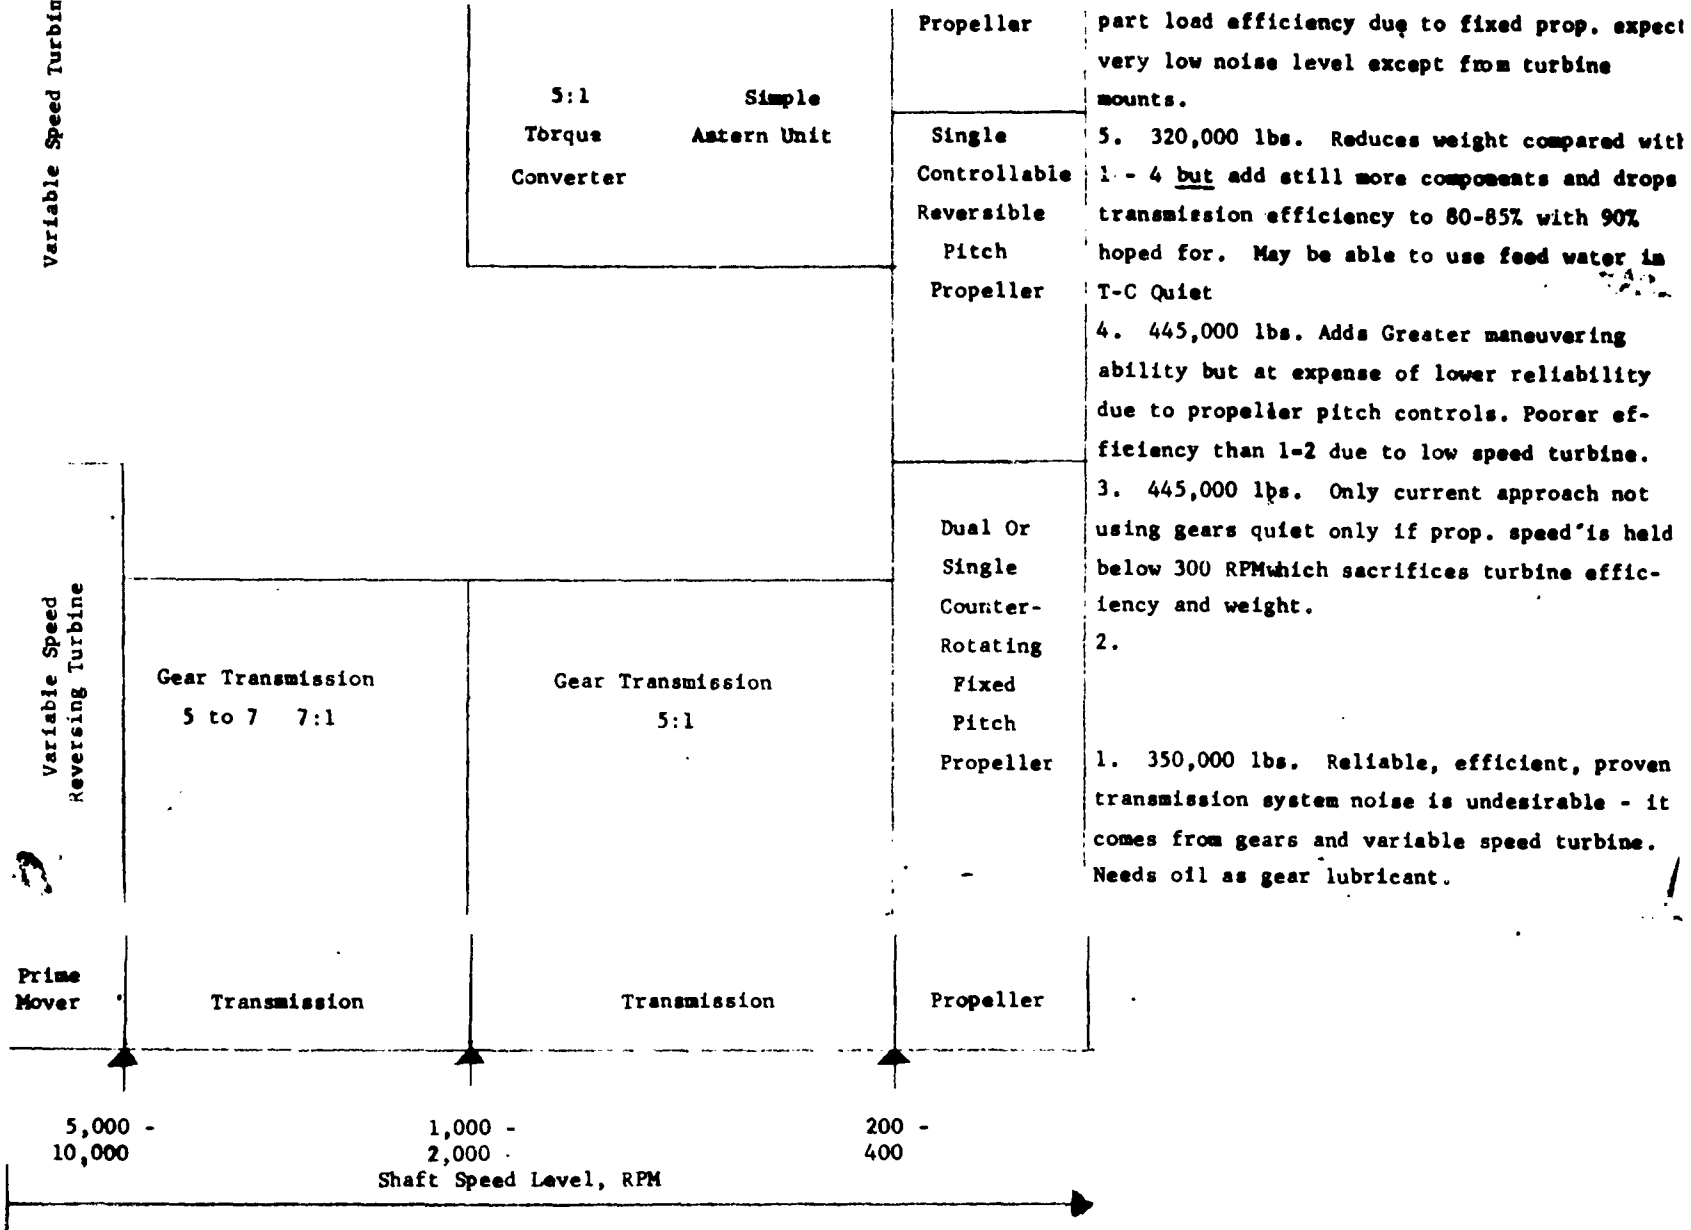 Variable Speed Turbin
Propeller
part load efficiency due to fixed prop. expect
very low noise level except from turbine
mounts.
5:1
Torque
Converter
Simple
Astern Unit
Single
Controllable
Reversible
Pitch
Propeller
5. 320,000 lbs. Reduces weight compared with
1 - 4 but add still more components and drops
transmission efficiency to 80-85% with 90%
hoped for. May be able to use feed water in
T-C Quiet
4. 445,000 lbs. Adds Greater maneuvering
ability but at expense of lower reliability
due to propeller pitch controls. Poorer ef-
ficiency than 1=2 due to low speed turbine.
3. 445,000 lbs. Only current approach not
using gears quiet only if prop. speed is held
below 300 RPMwhich sacrifices turbine effic-
iency and weight.
2.
1. 350,000 lbs. Reliable, efficient, proven
transmission system noise is undesirable - it
comes from gears and variable speed turbine.
Needs oil as gear lubricant.
Variable Speed
Reversing Turbine
Gear Transmission
5 to 7 7:1
Gear Transmission
5:1
Dual Or
Single
Counter-
Rotating
Fixed
Pitch
Propeller
Prime
Mover
Transmission
Transmission
Propeller
5,000 -
10,000
1,000 -
2,000
200 -
400
Shaft Speed Level, RPM